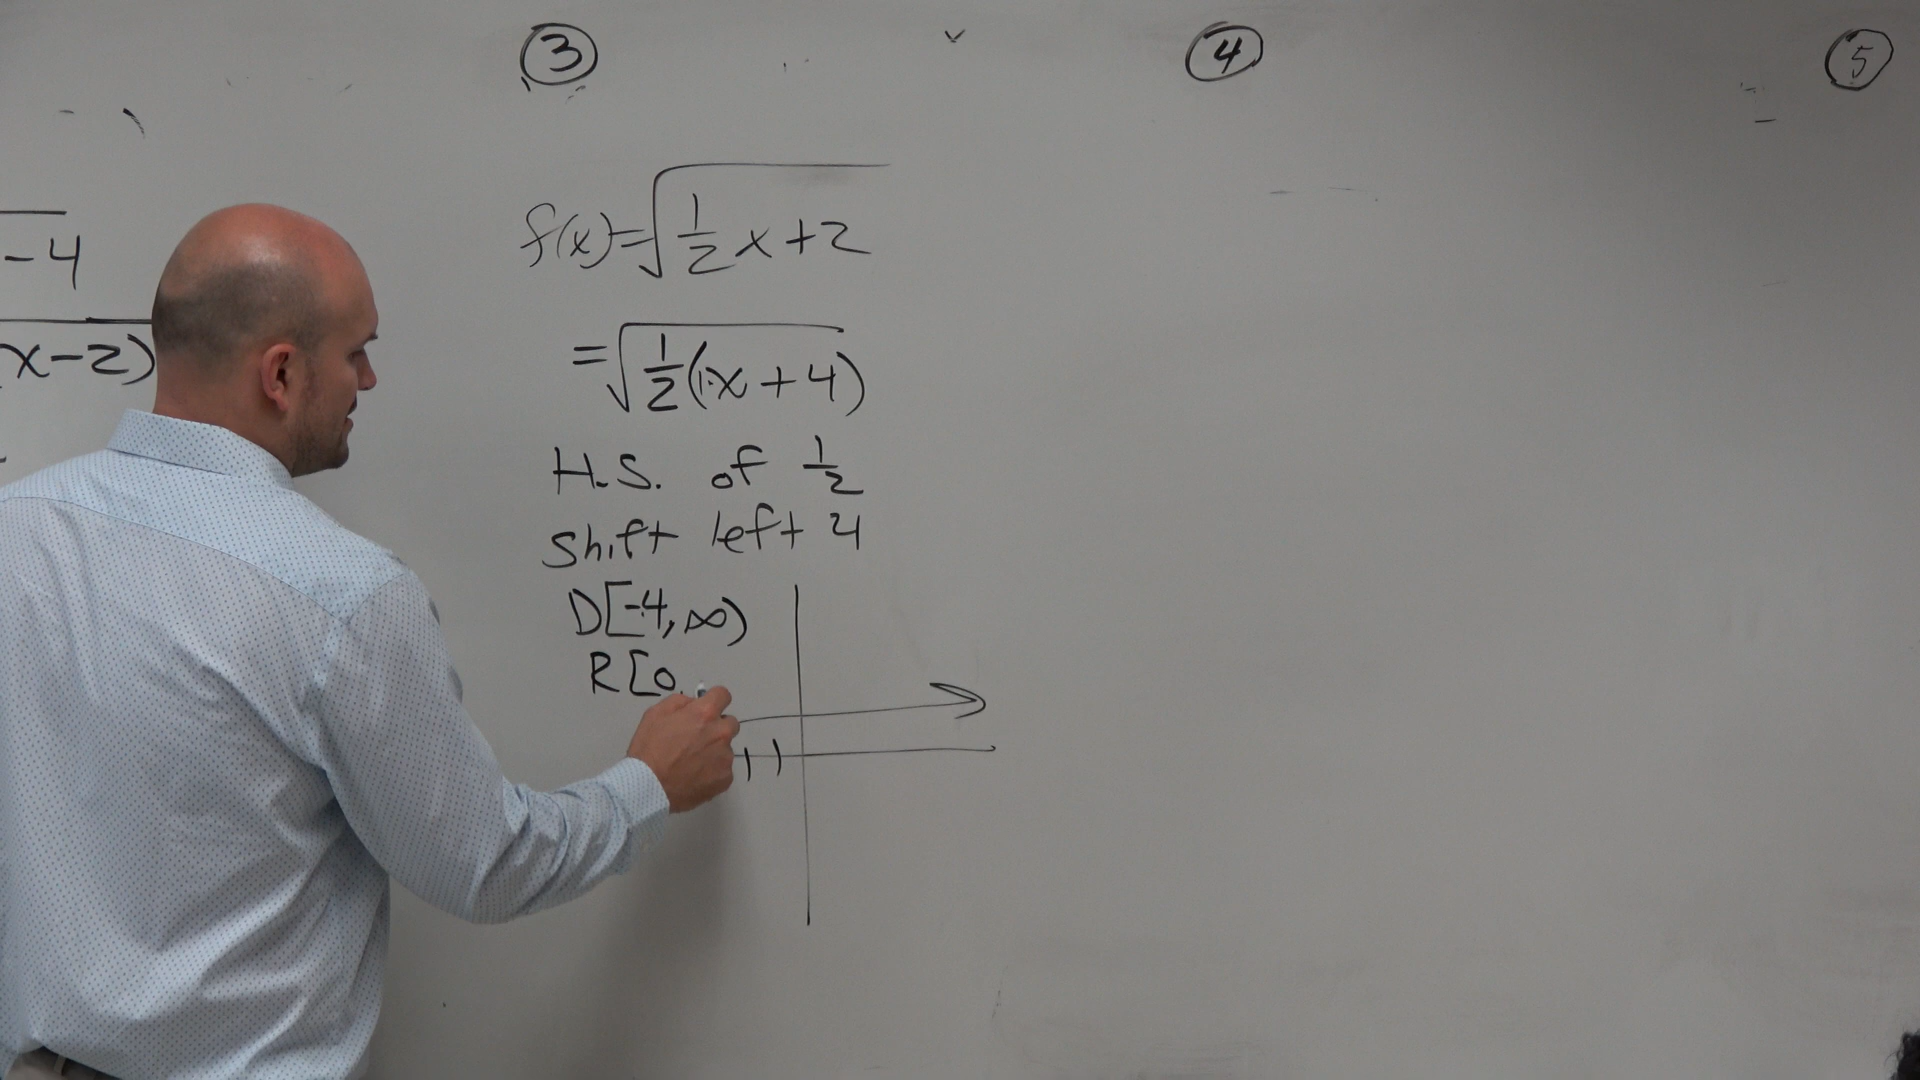 ③ ④ ⑤
-4
x-2)
f(x)=√(1/2 x+2
=√(1/2(1·x+4)
H.S. of 1/2
shift left 4
D[-4,∞)
R[0,